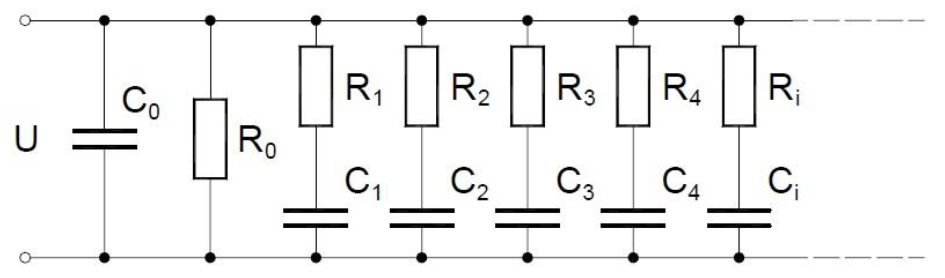 U
C₀
R₀
R₁
C₁
R₂
C₂
R₃
C₃
R₄
C₄
Rᵢ
Cᵢ